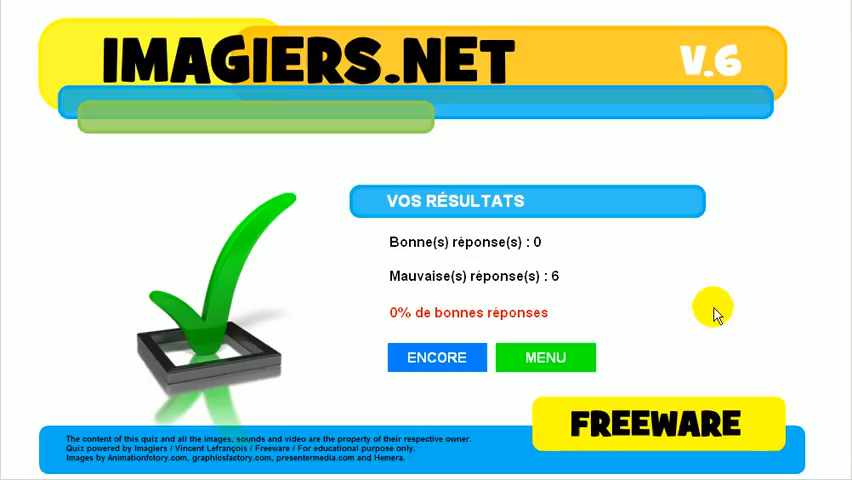 IMAGIERS.NET
V.6
VOS RÉSULTATS
Bonne(s) réponse(s) : 0
Mauvaise(s) réponse(s) : 6
0% de bonnes réponses
ENCORE
MENU
FREEWARE
The content of this quiz and all the images, sounds and video are the property of their respective owner.
Quiz powered by Imagiers / Vincent Lefrançois / Freeware / For educational purpose only.
Images by Animationfctory.com, graphicsfactory.com, presentermedia.com and Hemera.